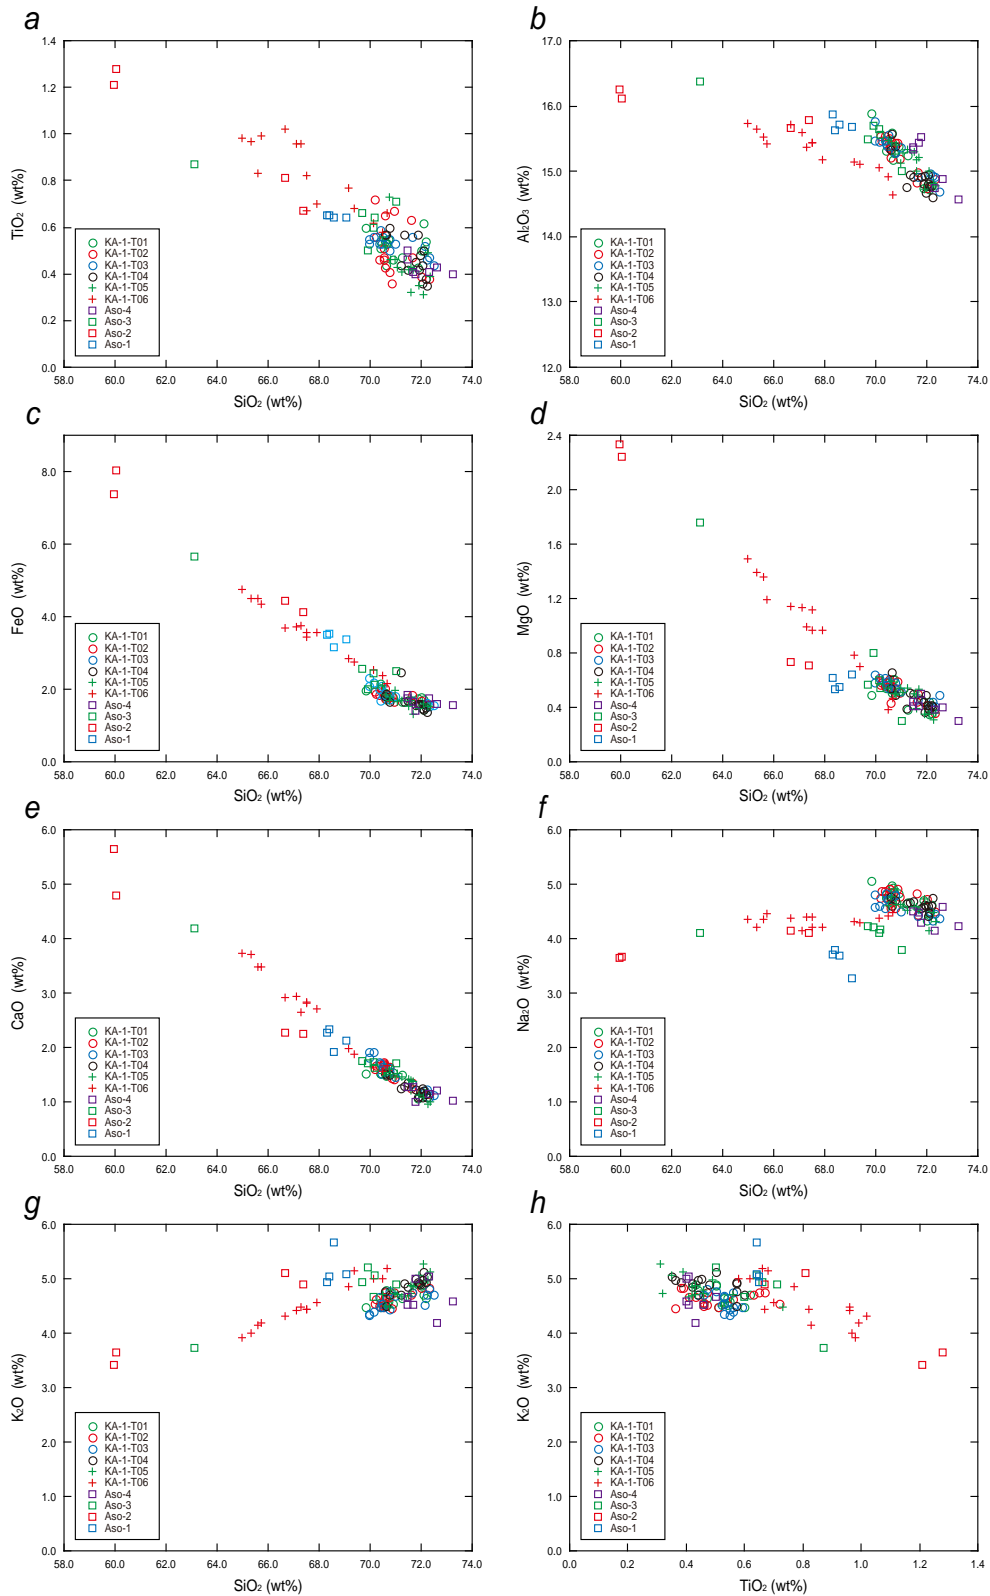 a
TiO2 (wt%)
1.4
1.2
1.0
0.8
0.6
0.4
0.2
0.0
KA-1-T01
KA-1-T02
KA-1-T03
KA-1-T04
KA-1-T05
KA-1-T06
Aso-4
Aso-3
Aso-2
Aso-1
58.0 60.0 62.0 64.0 66.0 68.0 70.0 72.0 74.0
SiO2 (wt%)
b
Al2O3 (wt%)
17.0
16.0
15.0
14.0
13.0
12.0
KA-1-T01
KA-1-T02
KA-1-T03
KA-1-T04
KA-1-T05
KA-1-T06
Aso-4
Aso-3
Aso-2
Aso-1
58.0 60.0 62.0 64.0 66.0 68.0 70.0 72.0 74.0
SiO2 (wt%)
c
FeO (wt%)
8.0
6.0
4.0
2.0
0.0
KA-1-T01
KA-1-T02
KA-1-T03
KA-1-T04
KA-1-T05
KA-1-T06
Aso-4
Aso-3
Aso-2
Aso-1
58.0 60.0 62.0 64.0 66.0 68.0 70.0 72.0 74.0
SiO2 (wt%)
d
MgO (wt%)
2.4
2.0
1.6
1.2
0.8
0.4
0.0
KA-1-T01
KA-1-T02
KA-1-T03
KA-1-T04
KA-1-T05
KA-1-T06
Aso-4
Aso-3
Aso-2
Aso-1
58.0 60.0 62.0 64.0 66.0 68.0 70.0 72.0 74.0
SiO2 (wt%)
e
CaO (wt%)
6.0
5.0
4.0
3.0
2.0
1.0
0.0
KA-1-T01
KA-1-T02
KA-1-T03
KA-1-T04
KA-1-T05
KA-1-T06
Aso-4
Aso-3
Aso-2
Aso-1
58.0 60.0 62.0 64.0 66.0 68.0 70.0 72.0 74.0
SiO2 (wt%)
f
Na2O (wt%)
6.0
5.0
4.0
3.0
2.0
1.0
0.0
KA-1-T01
KA-1-T02
KA-1-T03
KA-1-T04
KA-1-T05
KA-1-T06
Aso-4
Aso-3
Aso-2
Aso-1
58.0 60.0 62.0 64.0 66.0 68.0 70.0 72.0 74.0
SiO2 (wt%)
g
K2O (wt%)
6.0
5.0
4.0
3.0
2.0
1.0
0.0
KA-1-T01
KA-1-T02
KA-1-T03
KA-1-T04
KA-1-T05
KA-1-T06
Aso-4
Aso-3
Aso-2
Aso-1
58.0 60.0 62.0 64.0 66.0 68.0 70.0 72.0 74.0
SiO2 (wt%)
h
K2O (wt%)
6.0
5.0
4.0
3.0
2.0
1.0
0.0
KA-1-T01
KA-1-T02
KA-1-T03
KA-1-T04
KA-1-T05
KA-1-T06
Aso-4
Aso-3
Aso-2
Aso-1
0.0 0.2 0.4 0.6 0.8 1.0 1.2 1.4
TiO2 (wt%)